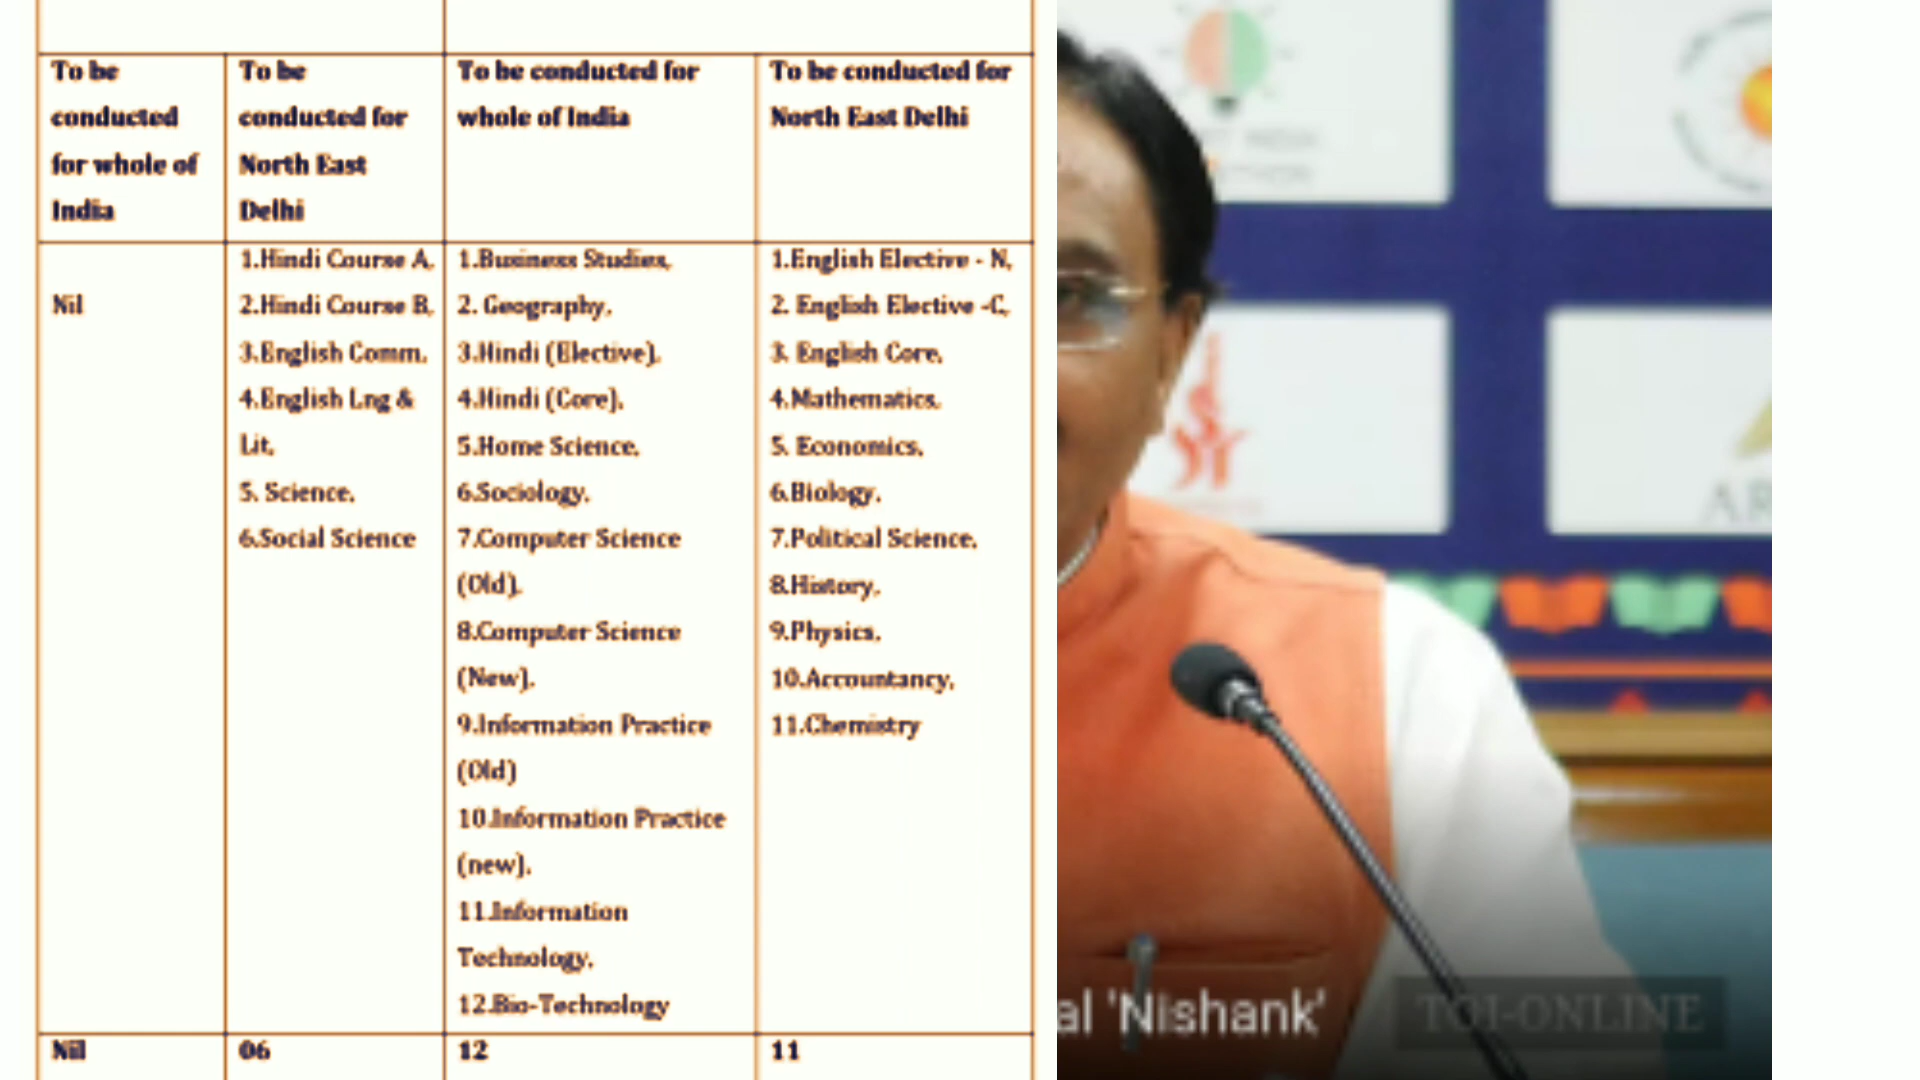 To be
conducted
for whole of
India
To be
conducted for
North East
Delhi
To be conducted for
whole of India
To be conducted for
North East Delhi
Nil
1.Hindi Course A,
2.Hindi Course B,
3.English Comm.
4.English Lng &
Lit,
5. Science,
6.Social Science
1.Business Studies,
2. Geography,
3.Hindi (Elective),
4.Hindi (Core),
5.Home Science,
6.Sociology,
7.Computer Science
(Old),
8.Computer Science
(New),
9.Information Practice
(Old)
10.Information Practice
(new),
11.Information
Technology,
12.Bio-Technology
1.English Elective - N,
2. English Elective -C,
3. English Core,
4.Mathematics,
5. Economics,
6.Biology,
7.Political Science,
8.History,
9.Physics,
10.Accountancy,
11.Chemistry
Nil
06
12
11
al 'Nishank'
TOI-ONLINE